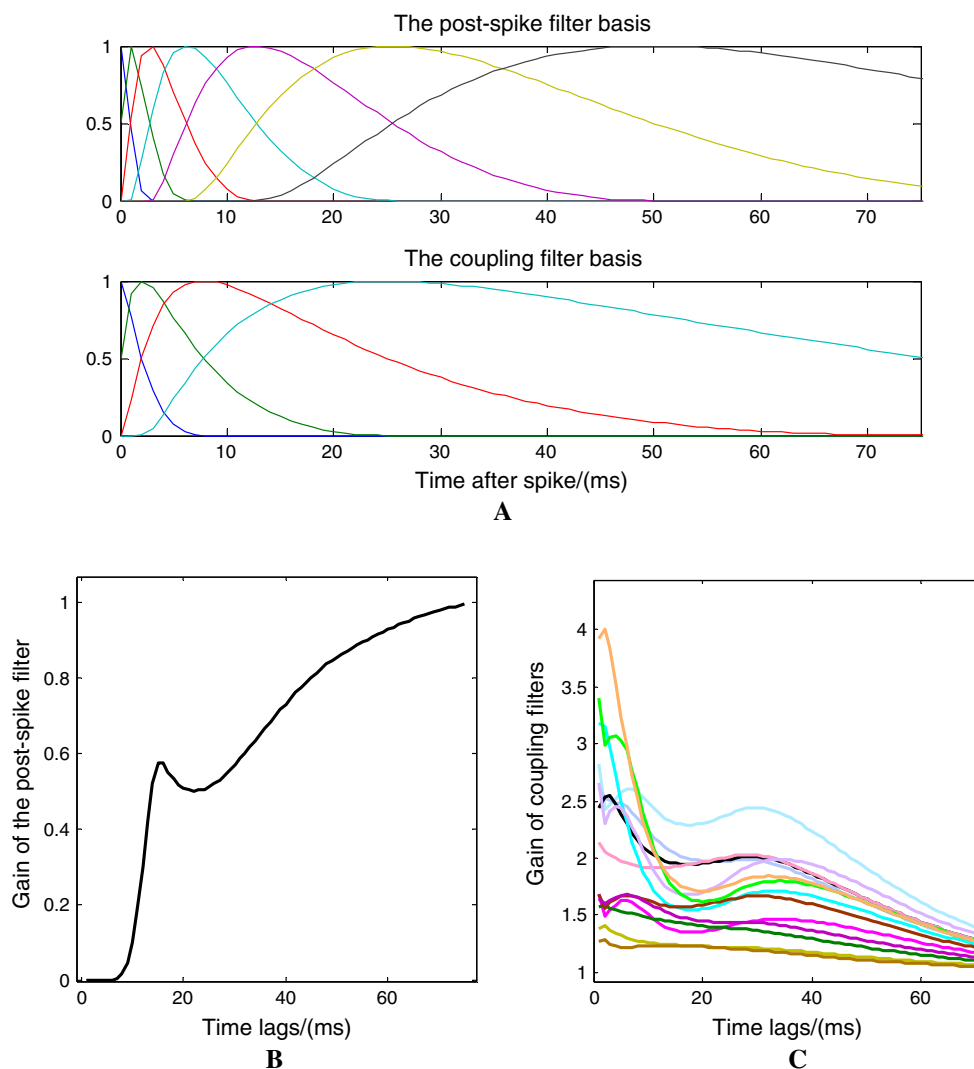 The post-spike filter basis
1
0.5
0
0 10 20 30 40 50 60 70
The coupling filter basis
1
0.5
0
0 10 20 30 40 50 60 70
Time after spike/(ms)
A
Gain of the post-spike filter
1
0.8
0.6
0.4
0.2
0
0 20 40 60
Time lags/(ms)
B
Gain of coupling filters
4
3.5
3
2.5
2
1.5
1
0 20 40 60
Time lags/(ms)
C